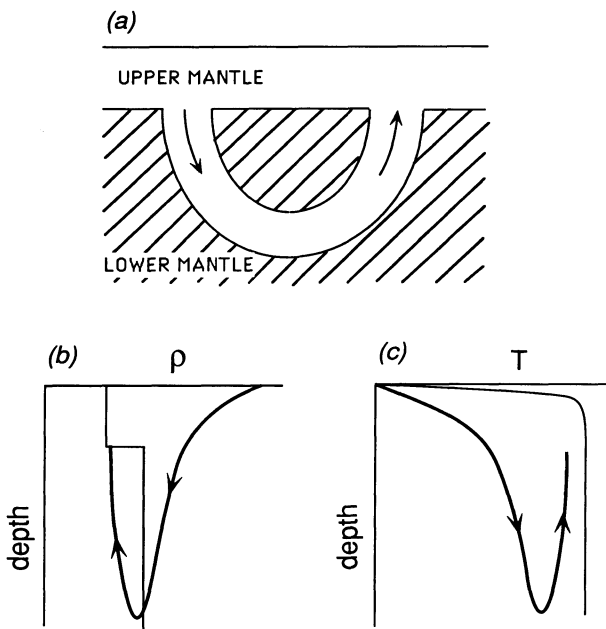 (a)
UPPER MANTLE
LOWER MANTLE
(b)
ρ
depth
(c)
T
depth